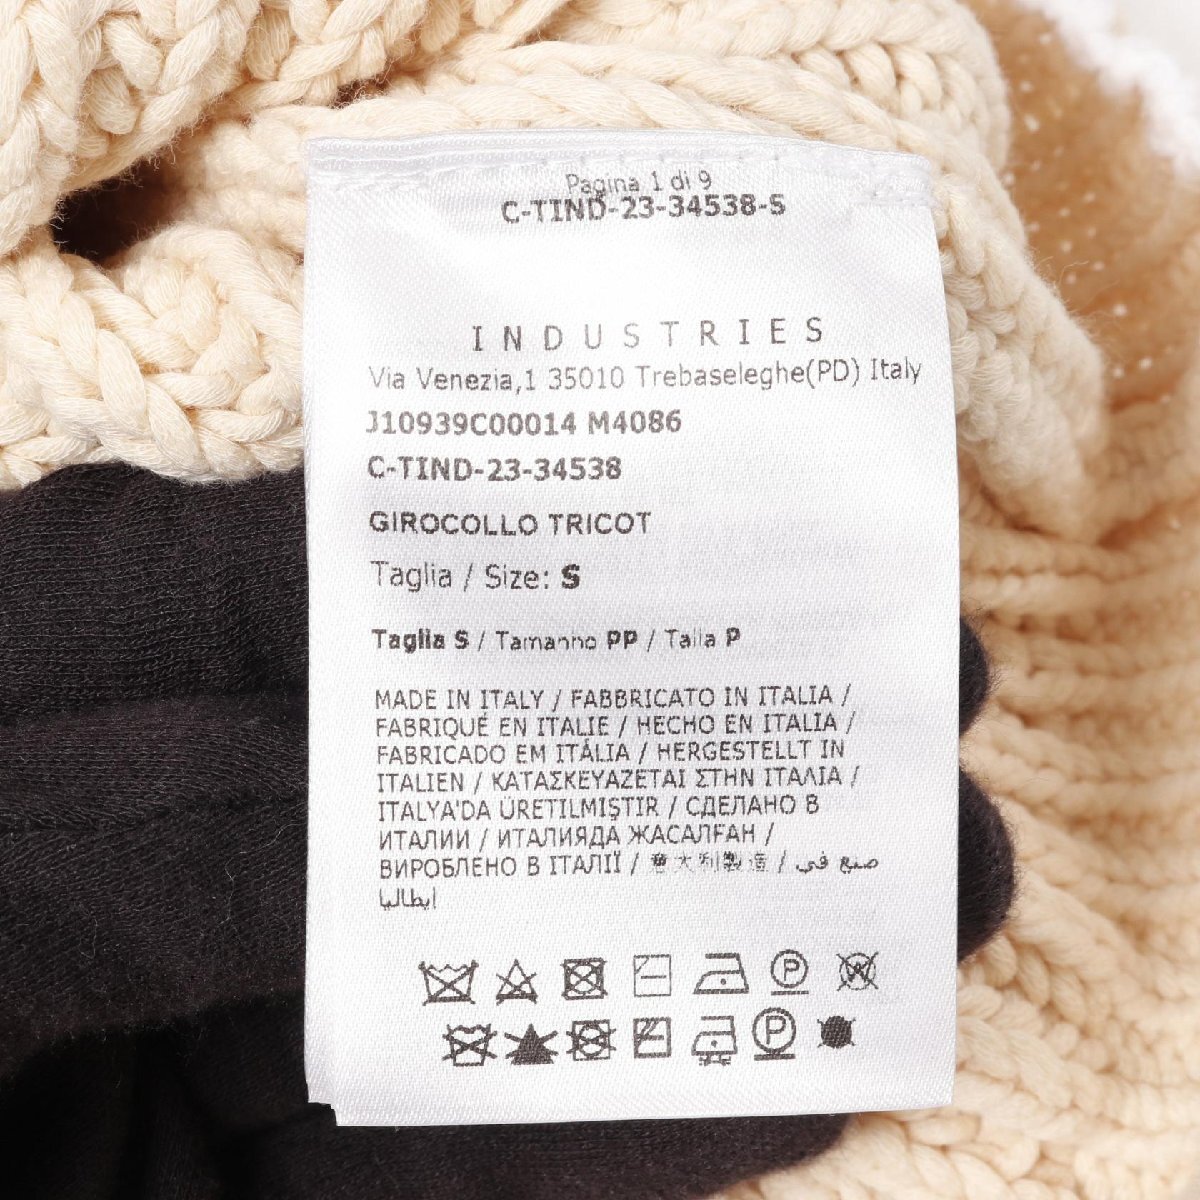 Pagina 1 di 9
C-TIND-23-34538-S
INDUSTRIES
Via Venezia,1 35010 Trebaseleghe(PD) Italy
J10939C00014 M4086
C-TIND-23-34538
GIROCOLLO TRICOT
Taglia / Size: S
Taglia S / Tamanho PP / Talla P
MADE IN ITALY / FABBRICATO IN ITALIA /
FABRIQUÉ EN ITALIE / HECHO EN ITALIA /
FABRICADO EM ITÁLIA / HERGESTELLT IN
ITALIEN / ΚΑΤΑΣΚΕΥΑΖΕΤΑΙ ΣΤΗΝ ΙΤΑΛΙΑ /
ITALYA'DA ÜRETILMIŞTIR / СДЕЛАНО В
ИТАЛИИ / ИТАЛИЯДА ЖАСАЛҒАН /
ВИРОБЛЕНО В ІТАЛІЇ / 意大利製造 / صنع في
إيطاليا
P W
P